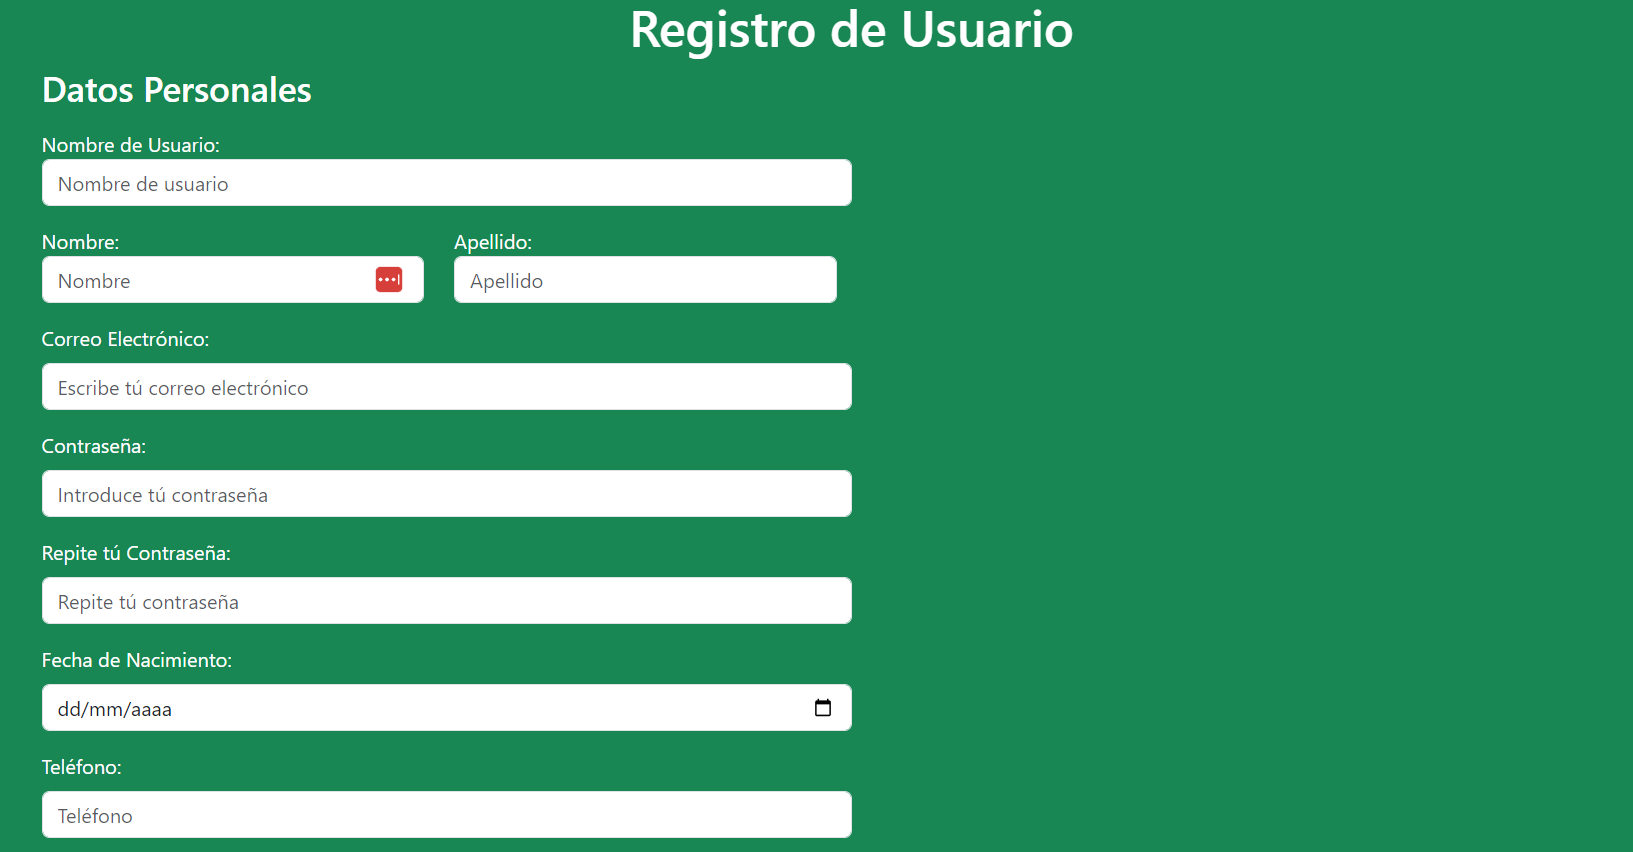 Registro de Usuario
Datos Personales
Nombre de Usuario:
Nombre de usuario
Nombre: Apellido:
Nombre Apellido
Correo Electrónico:
Escribe tú correo electrónico
Contraseña:
Introduce tú contraseña
Repite tú Contraseña:
Repite tú contraseña
Fecha de Nacimiento:
dd/mm/aaaa
Teléfono:
Teléfono